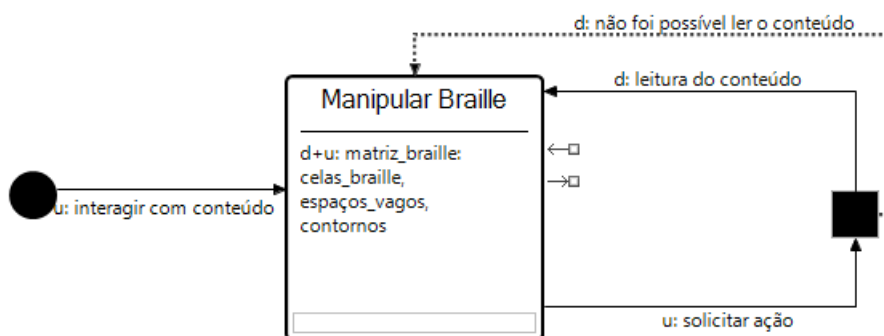 d: não foi possível ler o conteúdo
d: leitura do conteúdo
Manipular Braille
d+u: matriz_braille:
celas_braille,
espaços_vagos,
contornos
u: interagir com conteúdo
u: solicitar ação